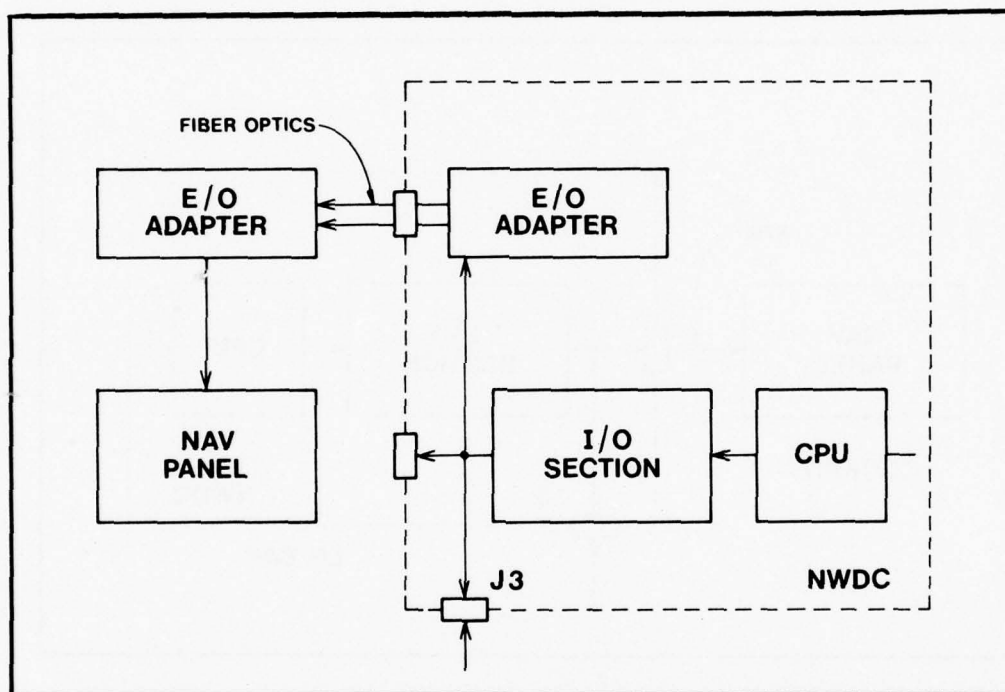 FIBER OPTICS
E/O
ADAPTER
E/O
ADAPTER
NAV
PANEL
I/O
SECTION
CPU
J3
NWDC